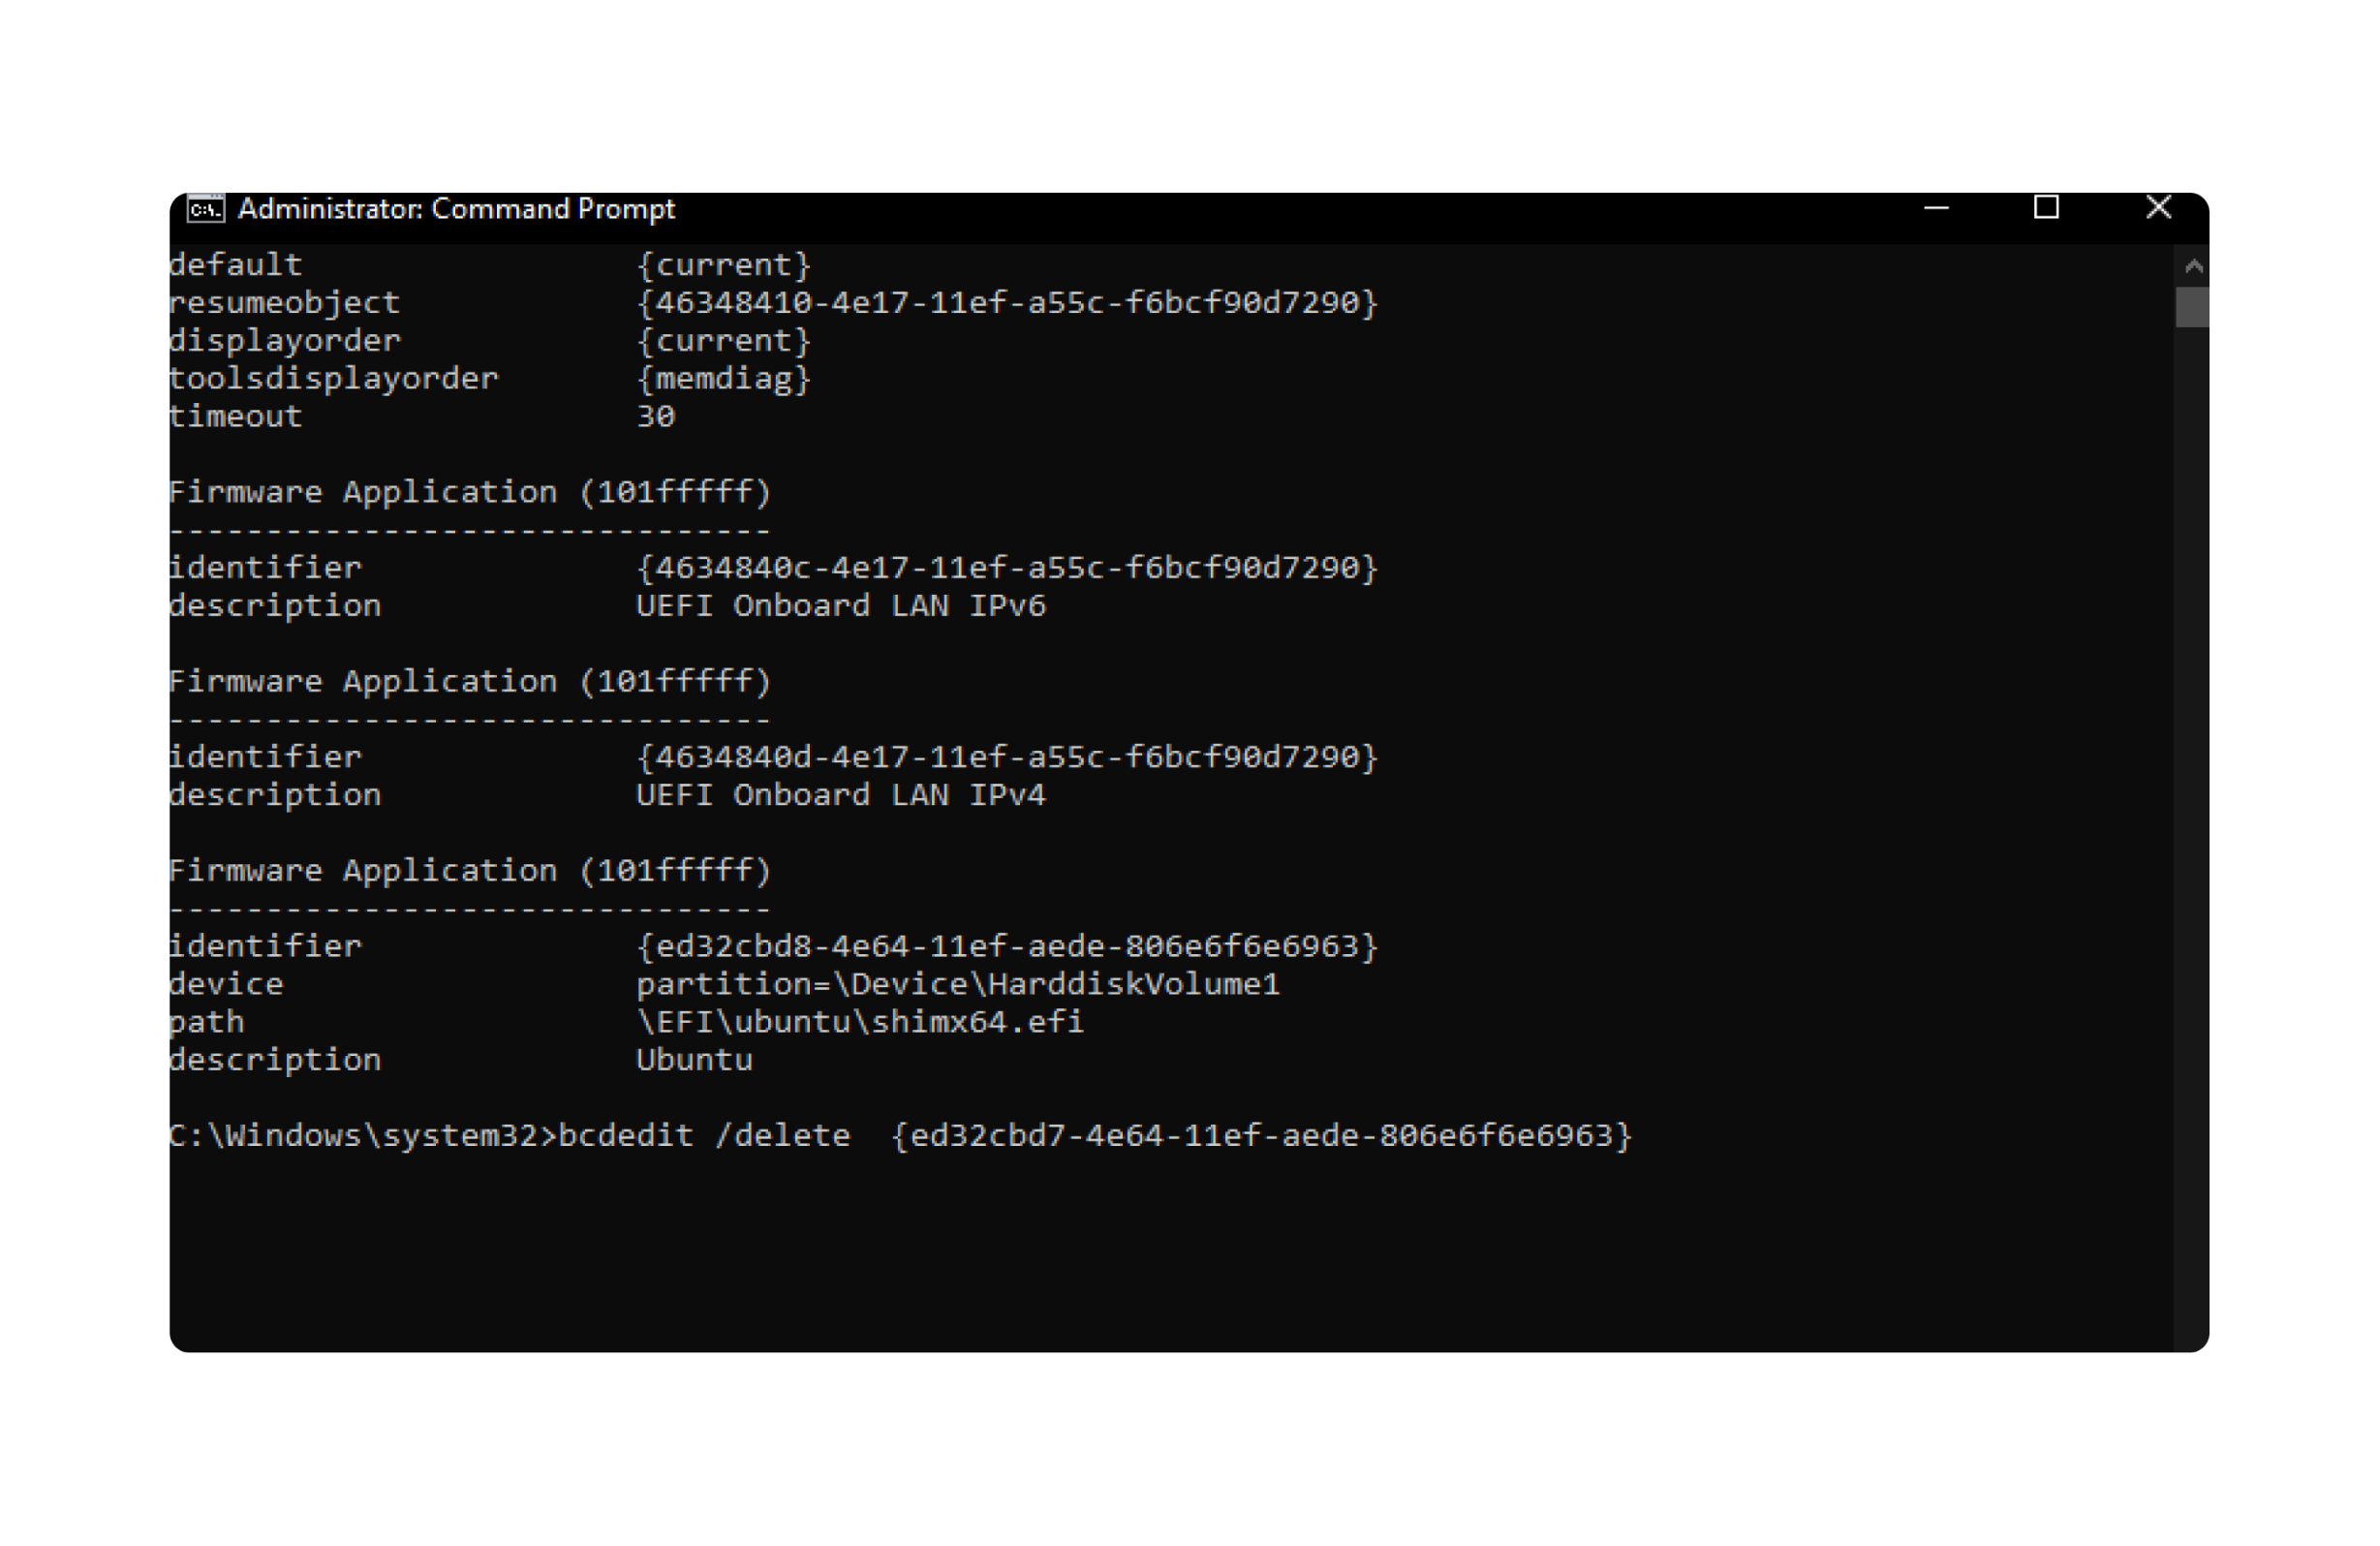 Administrator: Command Prompt
default {current}
resumeobject {46348410-4e17-11ef-a55c-f6bcf90d7290}
displayorder {current}
toolsdisplayorder {memdiag}
timeout 30
Firmware Application (101fffff)
-------------------------------
identifier {4634840c-4e17-11ef-a55c-f6bcf90d7290}
description UEFI Onboard LAN IPv6
Firmware Application (101fffff)
-------------------------------
identifier {4634840d-4e17-11ef-a55c-f6bcf90d7290}
description UEFI Onboard LAN IPv4
Firmware Application (101fffff)
-------------------------------
identifier {ed32cbd8-4e64-11ef-aede-806e6f6e6963}
device partition=\Device\HarddiskVolume1
path \EFI\ubuntu\shimx64.efi
description Ubuntu
C:\Windows\system32>bcdedit /delete  {ed32cbd7-4e64-11ef-aede-806e6f6e6963}